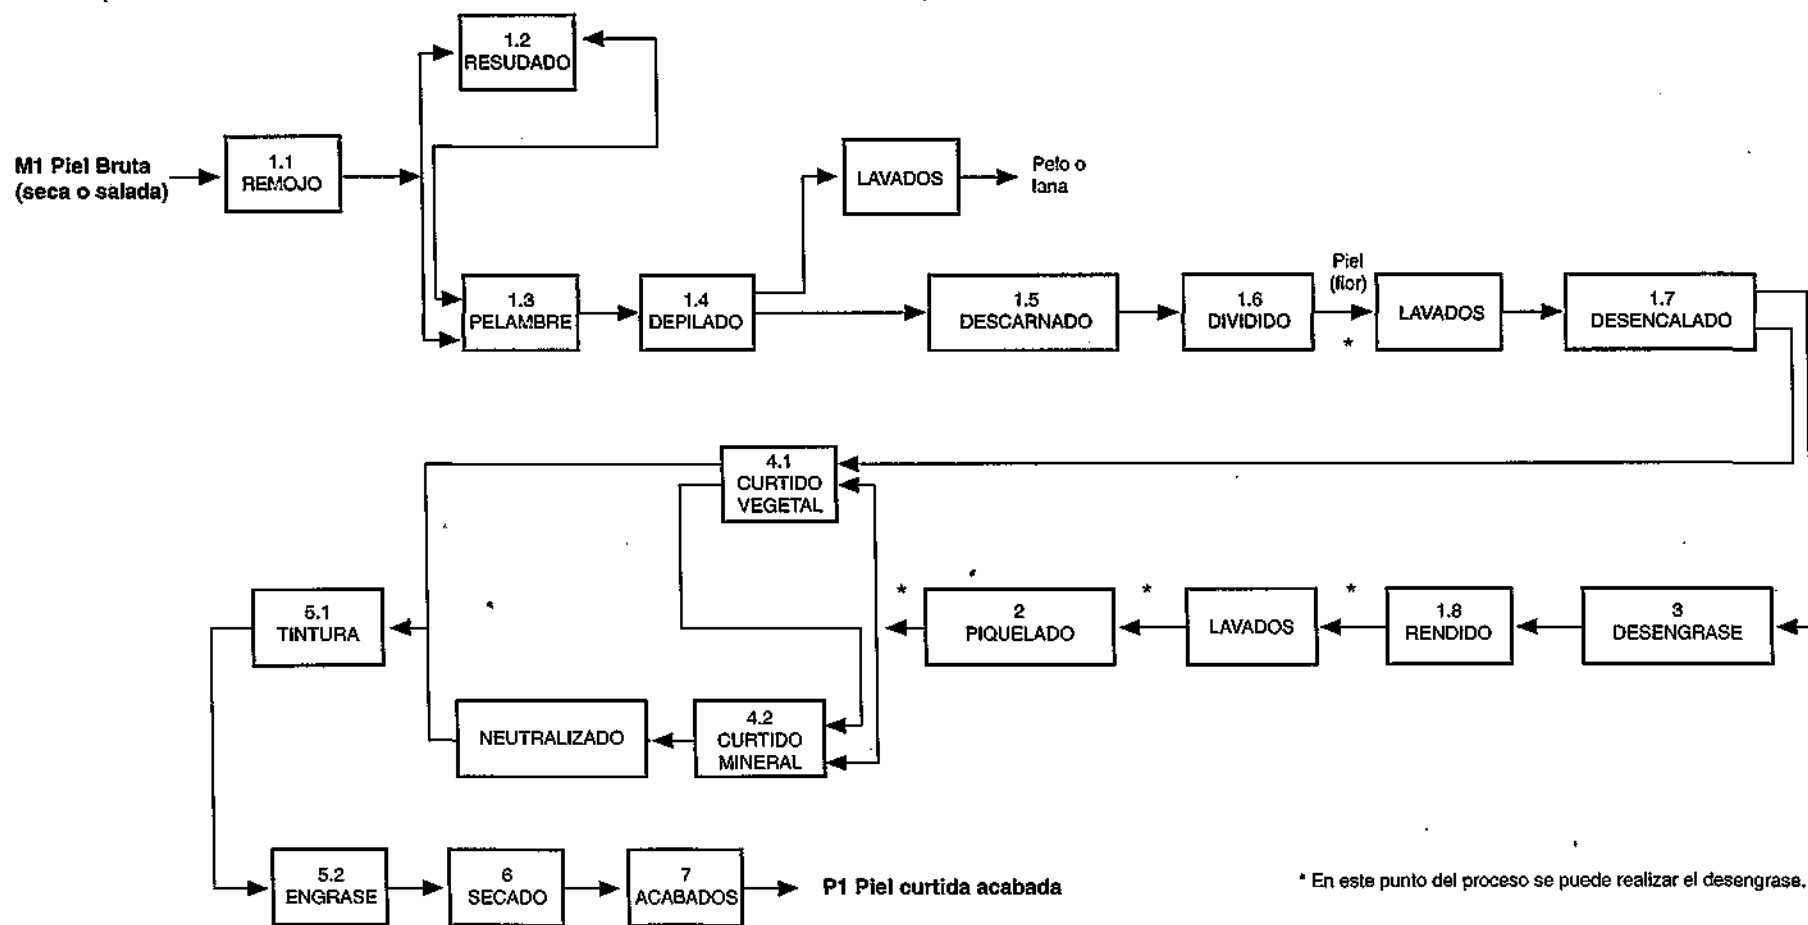 1.2
RESUDADO
M1 Piel Bruta
(seca o salada)
1.1
REMOJO
LAVADOS
Pelo o
lana
1.3
PELAMBRE
1.4
DEPILADO
1.5
DESCARNADO
1.6
DIVIDIDO
Piel
(flor)
*
LAVADOS
1.7
DESENCALADO
4.1
CURTIDO
VEGETAL
5.1
TINTURA
*
2
PIQUELADO
*
LAVADOS
*
1.8
RENDIDO
3
DESENGRASE
NEUTRALIZADO
4.2
CURTIDO
MINERAL
5.2
ENGRASE
6
SECADO
7
ACABADOS
P1 Piel curtida acabada
* En este punto del proceso se puede realizar el desengrase.